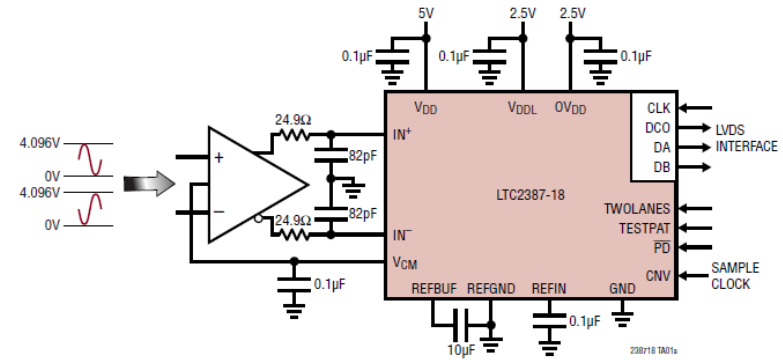 5V 2.5V 2.5V
0.1µF 0.1µF 0.1µF
VDD VDDL OVDD
CLK
DCO
DA
DB
LVDS
INTERFACE
24.9Ω
IN+
82pF
4.096V
0V
4.096V
0V
+
–
LTC2387-18
82pF
24.9Ω
IN–
VCM
0.1µF
TWOLANES
TESTPAT
PD
CNV
SAMPLE
CLOCK
REFBUF REFGND REFIN GND
10µF
0.1µF
238718 TA01a